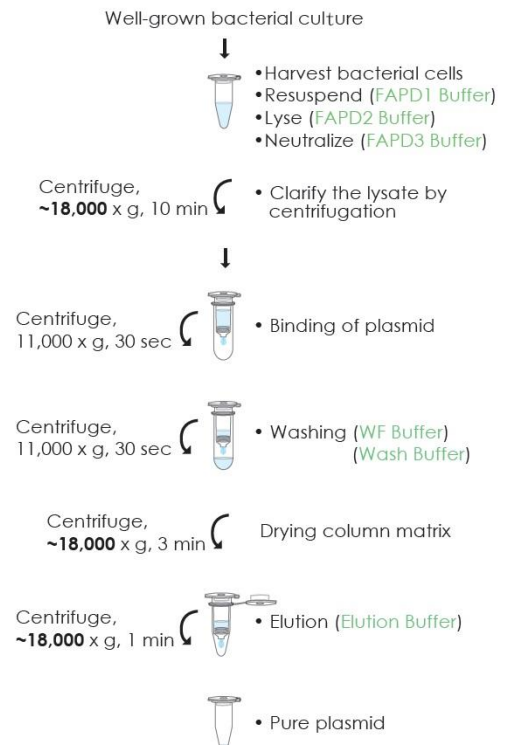 Well-grown bacterial culture
•Harvest bacterial cells
•Resuspend (FAPD1 Buffer)
•Lyse (FAPD2 Buffer)
•Neutralize (FAPD3 Buffer)
Centrifuge,
~18,000 x g, 10 min
• Clarify the lysate by
centrifugation
Centrifuge,
11,000 x g, 30 sec
• Binding of plasmid
Centrifuge,
11,000 x g, 30 sec
• Washing (WF Buffer)
(Wash Buffer)
Centrifuge,
~18,000 x g, 3 min
Drying column matrix
Centrifuge,
~18,000 x g, 1 min
• Elution (Elution Buffer)
• Pure plasmid